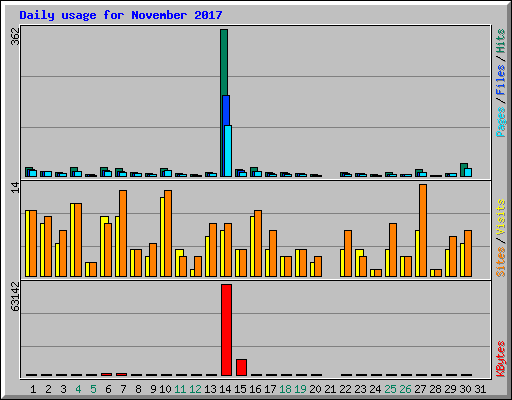 Daily usage for November 2017
362
Pages / Files / Hits
14
Sites / Visits
63142
KBytes
1 2 3 4 5 6 7 8 9 10 11 12 13 14 15 16 17 18 19 20 21 22 23 24 25 26 27 28 29 30 31